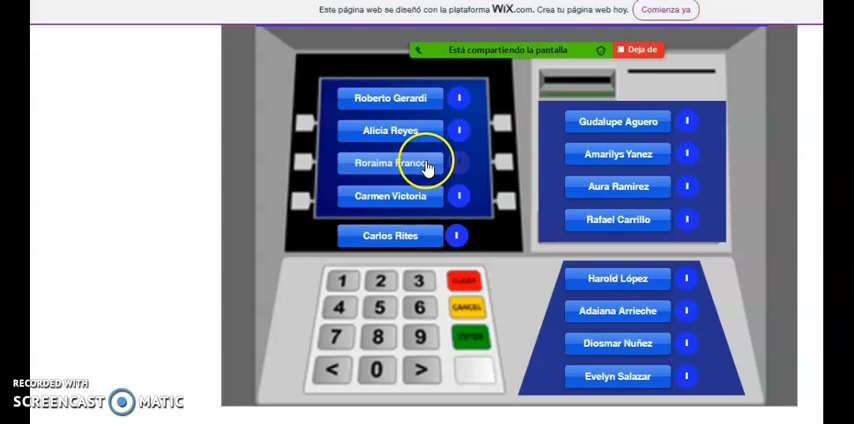 Este página web se diseñó con la plataforma WiX.com. Crea tu página web hoy. Comienza ya
Está compartiendo la pantalla Deja de
Roberto Gerardi I
Alicia Reyes I
Roraima Franco
Carmen Victoria I
Carlos Rites I
Gudalupe Aguero I
Amarilys Yanez I
Aura Ramirez I
Rafael Carrillo I
Harold López I
Adaiana Arrieche I
Diosmar Nuñez I
Evelyn Salazar I
1 2 3 CLEAR
4 5 6 CANCEL
7 8 9 ENTER
< 0 >
RECORDED WITH
SCREENCAST MATIC